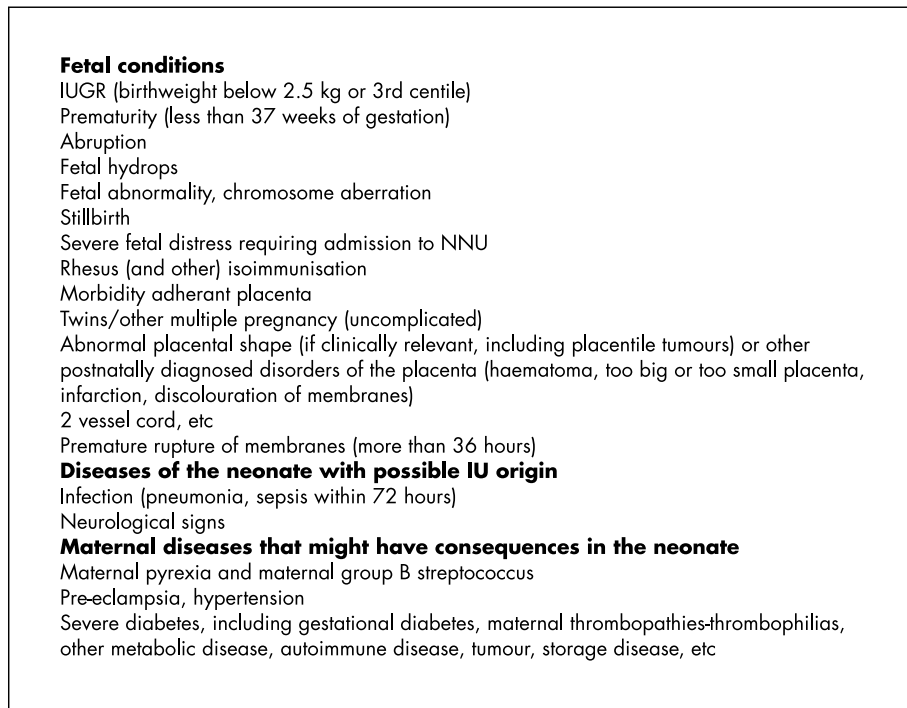 Fetal conditions
IUGR (birthweight below 2.5 kg or 3rd centile)
Prematurity (less than 37 weeks of gestation)
Abruption
Fetal hydrops
Fetal abnormality, chromosome aberration
Stillbirth
Severe fetal distress requiring admission to NNU
Rhesus (and other) isoimmunisation
Morbidity adherant placenta
Twins/other multiple pregnancy (uncomplicated)
Abnormal placental shape (if clinically relevant, including placentile tumours) or other
postnatally diagnosed disorders of the placenta (haematoma, too big or too small placenta,
infarction, discolouration of membranes)
2 vessel cord, etc
Premature rupture of membranes (more than 36 hours)
Diseases of the neonate with possible IU origin
Infection (pneumonia, sepsis within 72 hours)
Neurological signs
Maternal diseases that might have consequences in the neonate
Maternal pyrexia and maternal group B streptococcus
Pre-eclampsia, hypertension
Severe diabetes, including gestational diabetes, maternal thrombopathies-thrombophilias,
other metabolic disease, autoimmune disease, tumour, storage disease, etc